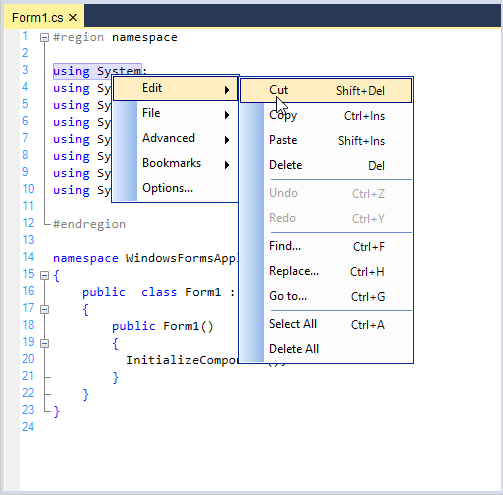 Form1.cs ×
1 #region namespace
2
3 using System;
4 using Sy
5 using Sy
6 using Sy
7 using Sy
8 using Sy
9 using Sy
10 using Sy
11
12 #endregion
13
14 namespace WindowsFormsAppl
15 {
16 public class Form1 :
17 {
18 public Form1()
19 {
20 InitializeCompo
21 }
22 }
23 }
24
Edit
File
Advanced
Bookmarks
Options...
Cut Shift+Del
Copy Ctrl+Ins
Paste Shift+Ins
Delete Del
Undo Ctrl+Z
Redo Ctrl+Y
Find... Ctrl+F
Replace... Ctrl+H
Go to... Ctrl+G
Select All Ctrl+A
Delete All